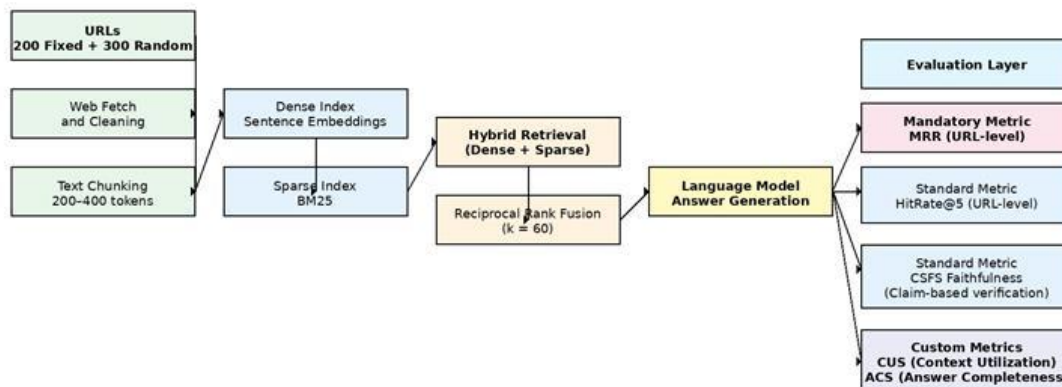 URLs
200 Fixed + 300 Random
Web Fetch
and Cleaning
Text Chunking
200–400 tokens
Dense Index
Sentence Embeddings
Sparse Index
BM25
Hybrid Retrieval
(Dense + Sparse)
Reciprocal Rank Fusion
(k = 60)
Language Model
Answer Generation
Evaluation Layer
Mandatory Metric
MRR (URL-level)
Standard Metric
HitRate@5 (URL-level)
Standard Metric
CSFS Faithfulness
(Claim-based verification)
Custom Metrics
CUS (Context Utilization)
ACS (Answer Completeness